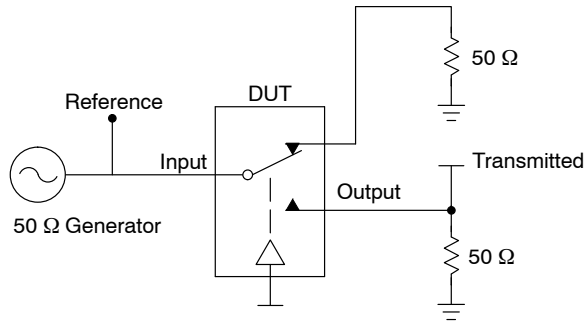 50 Ω
DUT
Reference
Input
Transmitted
Output
50 Ω Generator
50 Ω